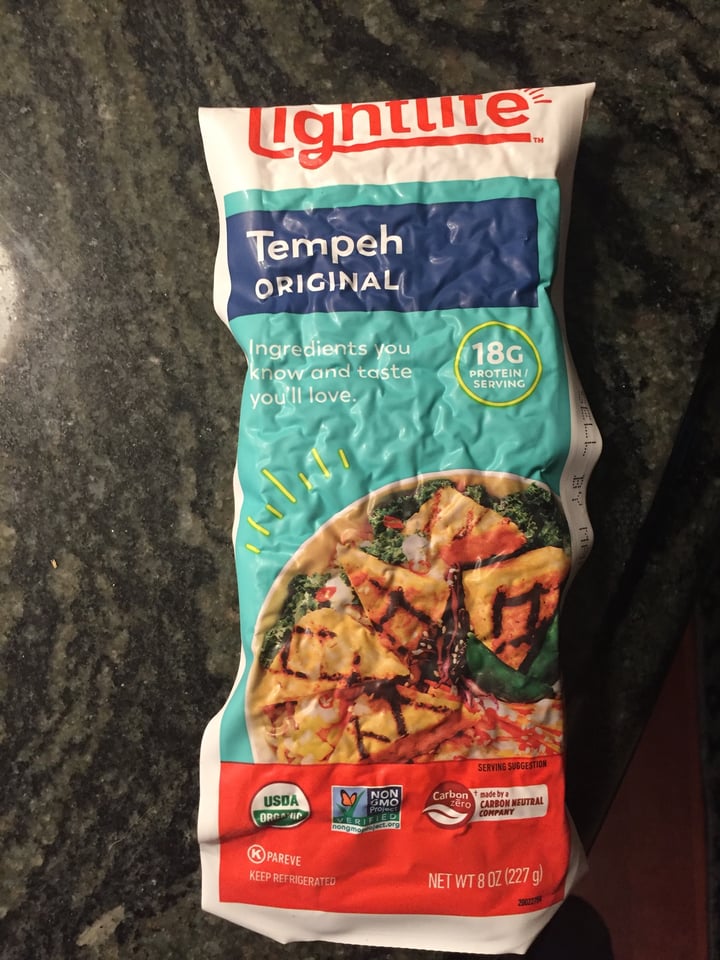 Lightlife™
Tempeh
ORIGINAL
Ingredients you
know and taste
you'll love.
18G
PROTEIN /
SERVING
SERVING SUGGESTION
USDA
ORGANIC
NON
GMO
Project
VERIFIED
nongmoproject.org
Carbon
zero
made by a
CARBON NEUTRAL
COMPANY
K PAREVE
KEEP REFRIGERATED
NET WT 8 OZ (227 g)